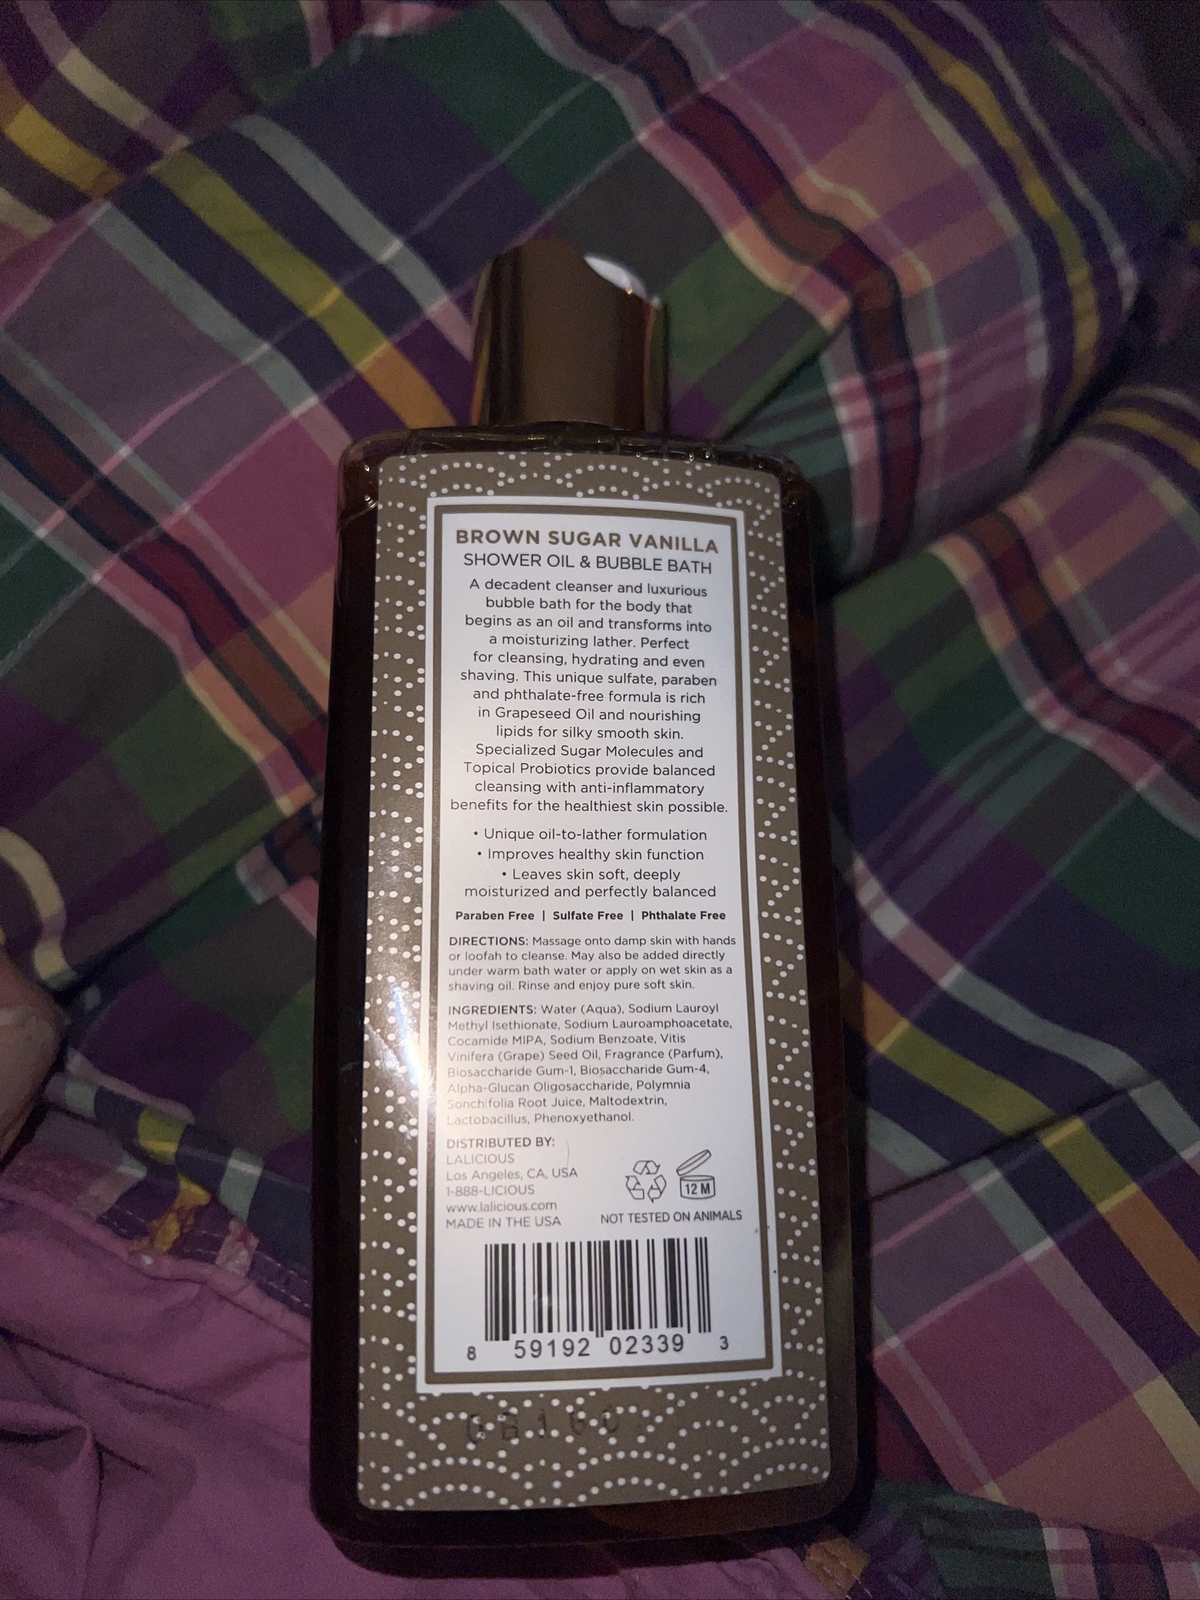 BROWN SUGAR VANILLA
SHOWER OIL & BUBBLE BATH
A decadent cleanser and luxurious
bubble bath for the body that
begins as an oil and transforms into
a moisturizing lather. Perfect
for cleansing, hydrating and even
shaving. This unique sulfate, paraben
and phthalate-free formula is rich
in Grapeseed Oil and nourishing
lipids for silky smooth skin.
Specialized Sugar Molecules and
Topical Probiotics provide balanced
cleansing with anti-inflammatory
benefits for the healthiest skin possible.
• Unique oil-to-lather formulation
• Improves healthy skin function
• Leaves skin soft, deeply
moisturized and perfectly balanced
Paraben Free | Sulfate Free | Phthalate Free
DIRECTIONS: Massage onto damp skin with hands
or loofah to cleanse. May also be added directly
under warm bath water or apply on wet skin as a
shaving oil. Rinse and enjoy pure soft skin.
INGREDIENTS: Water (Aqua), Sodium Lauroyl
Methyl Isethionate, Sodium Lauroamphoacetate,
Cocamide MIPA, Sodium Benzoate, Vitis
Vinifera (Grape) Seed Oil, Fragrance (Parfum),
Biosaccharide Gum-1, Biosaccharide Gum-4,
Alpha-Glucan Oligosaccharide, Polymnia
Sonchifolia Root Juice, Maltodextrin,
Lactobacillus, Phenoxyethanol.
DISTRIBUTED BY:
LALICIOUS
Los Angeles, CA, USA
1-888-LICIOUS
www.lalicious.com
MADE IN THE USA
12 M
NOT TESTED ON ANIMALS
8 59192 02339 3